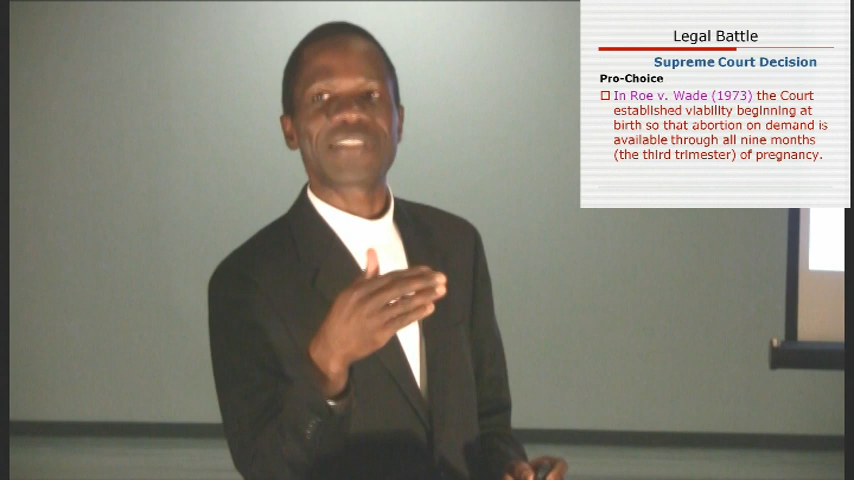 Legal Battle
Supreme Court Decision
Pro-Choice
In Roe v. Wade (1973) the Court
established viability beginning at
birth so that abortion on demand is
available through all nine months
(the third trimester) of pregnancy.